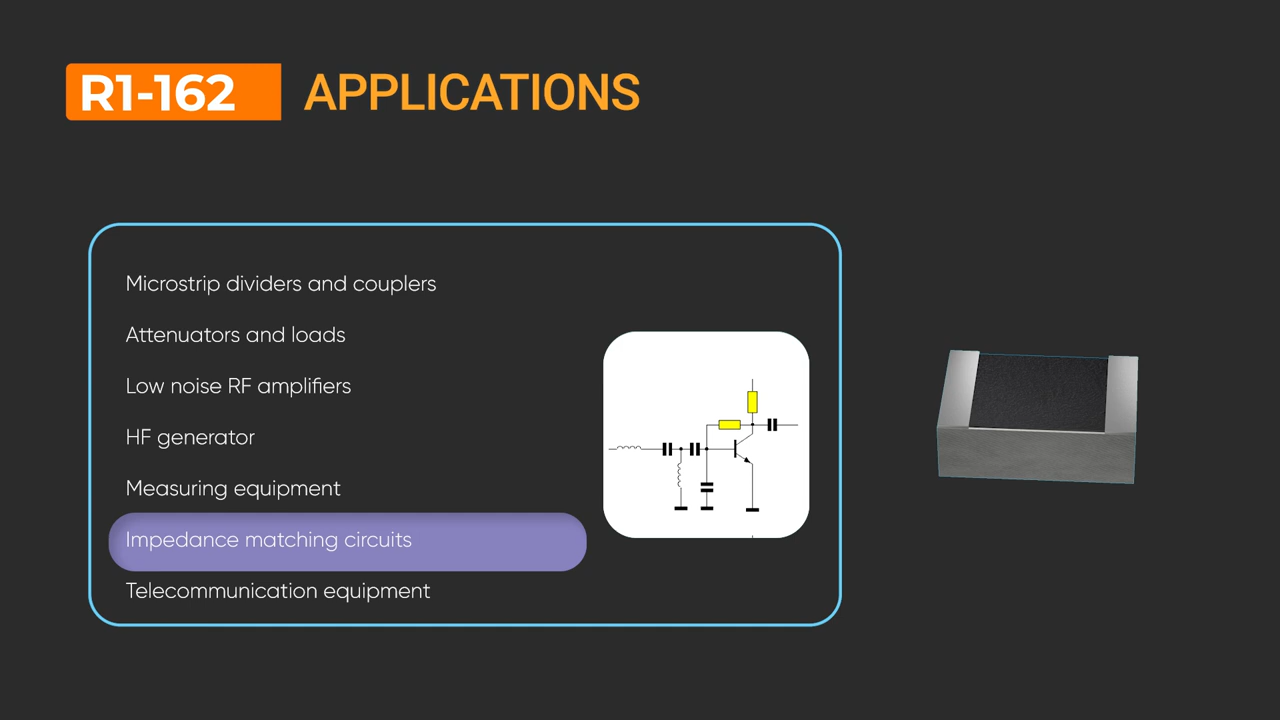 R1-162 APPLICATIONS
Microstrip dividers and couplers
Attenuators and loads
Low noise RF amplifiers
HF generator
Measuring equipment
Impedance matching circuits
Telecommunication equipment